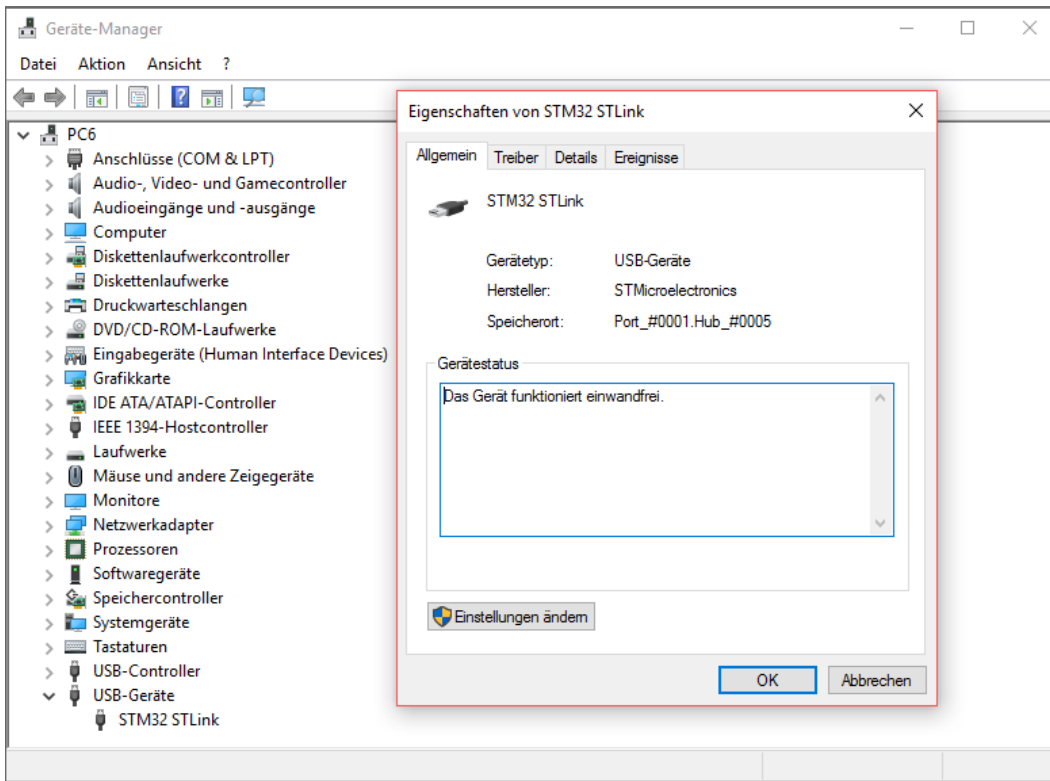 Geräte-Manager
Datei Aktion Ansicht ?
PC6
Anschlüsse (COM & LPT)
Audio-, Video- und Gamecontroller
Audioeingänge und -ausgänge
Computer
Diskettenlaufwerkcontroller
Diskettenlaufwerke
Druckwarteschlangen
DVD/CD-ROM-Laufwerke
Eingabegeräte (Human Interface Devices)
Grafikkarte
IDE ATA/ATAPI-Controller
IEEE 1394-Hostcontroller
Laufwerke
Mäuse und andere Zeigegeräte
Monitore
Netzwerkadapter
Prozessoren
Softwaregeräte
Speichercontroller
Systemgeräte
Tastaturen
USB-Controller
USB-Geräte
STM32 STLink
Eigenschaften von STM32 STLink
Allgemein Treiber Details Ereignisse
STM32 STLink
Gerätetyp: USB-Geräte
Hersteller: STMicroelectronics
Speicherort: Port_#0001.Hub_#0005
Gerätestatus
Das Gerät funktioniert einwandfrei.
Einstellungen ändern
OK Abbrechen